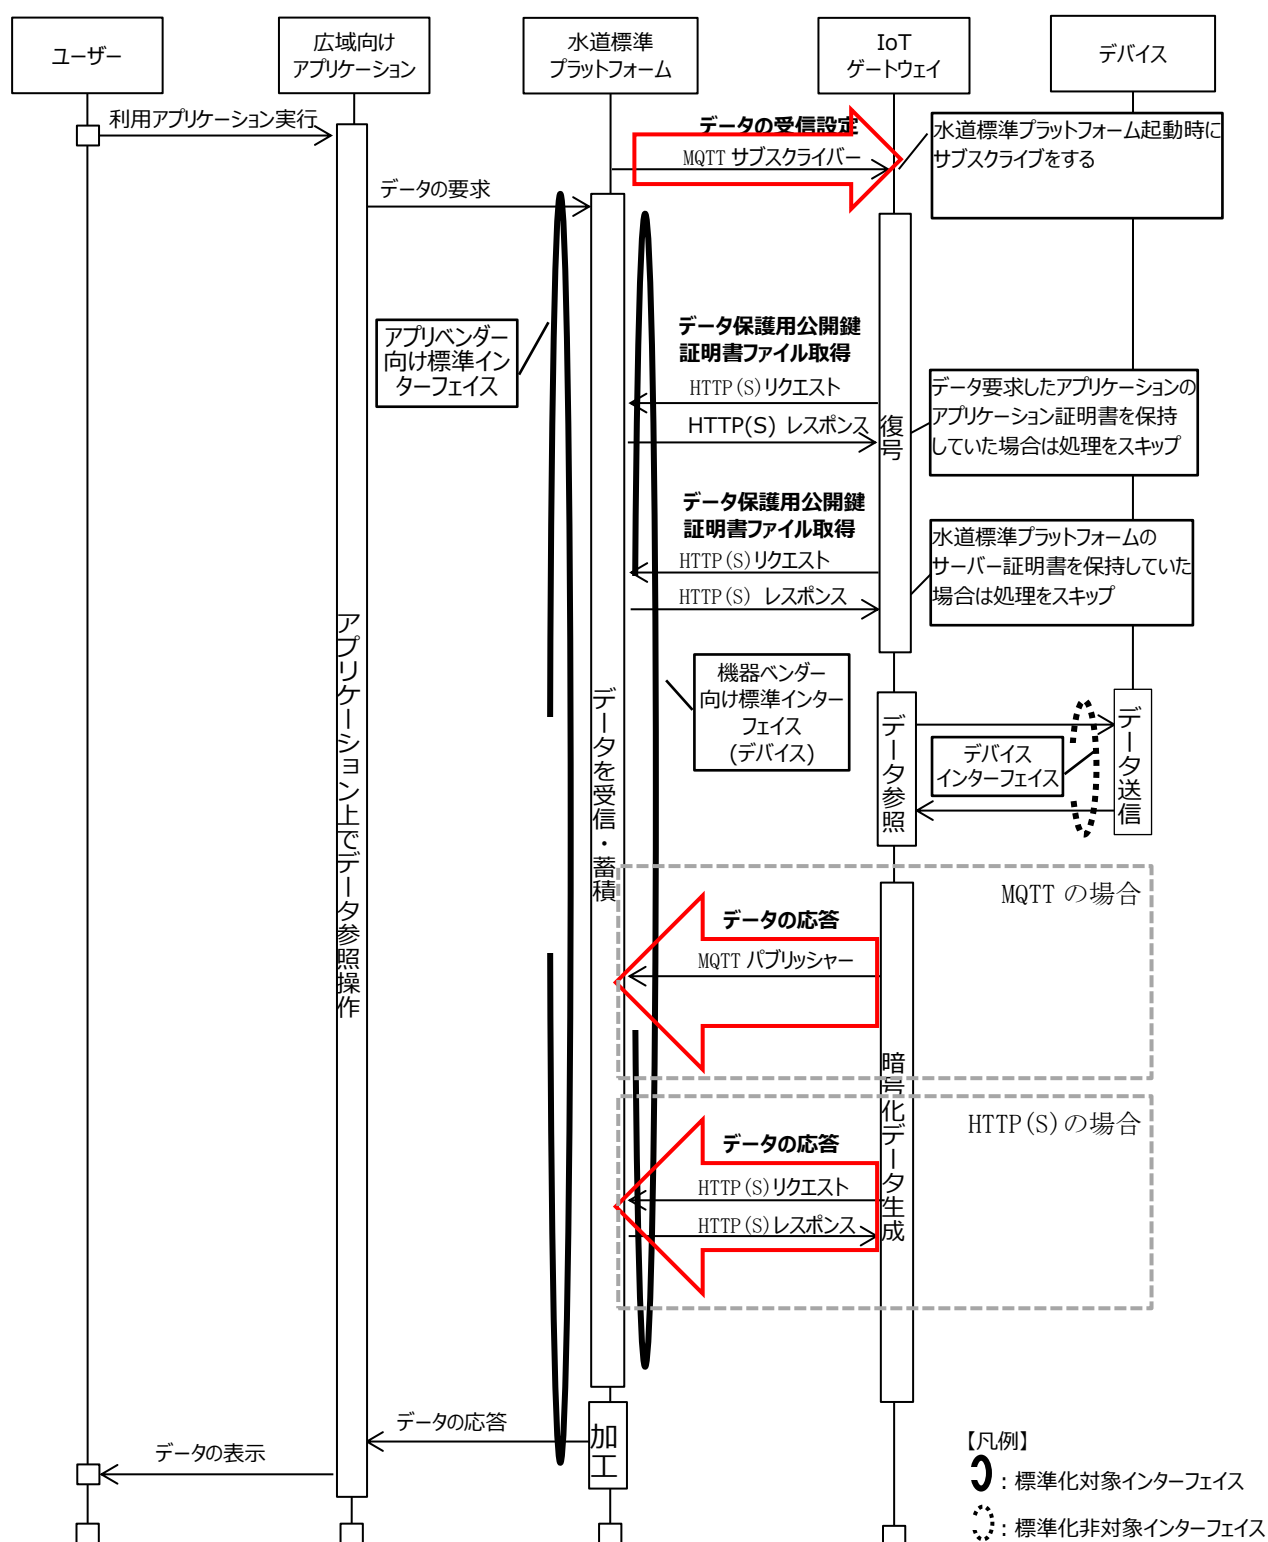 ユーザー
広域向け
アプリケーション
水道標準
プラットフォーム
IoT
ゲートウェイ
デバイス
利用アプリケーション実行
データの受信設定
MQTT サブスクライバー
水道標準プラットフォーム起動時に
サブスクライブをする
データの要求
アプリベンダー
向け標準イン
ターフェイス
データ保護用公開鍵
証明書ファイル取得
HTTP(S)リクエスト
HTTP(S) レスポンス
復号
データ要求したアプリケーションの
アプリケーション証明書を保持
していた場合は処理をスキップ
データ保護用公開鍵
証明書ファイル取得
HTTP(S)リクエスト
HTTP(S) レスポンス
水道標準プラットフォームの
サーバー証明書を保持していた
場合は処理をスキップ
アプリケーション上でデータ参照操作
データを受信・蓄積
機器ベンダー
向け標準インター
フェイス
(デバイス)
データ参照
デバイス
インターフェイス
データ送信
MQTT の場合
データの応答
MQTT パブリッシャー
暗号化データ生成
HTTP(S)の場合
データの応答
HTTP(S)リクエスト
HTTP(S)レスポンス
データの応答
加工
データの表示
【凡例】
：標準化対象インターフェイス
：標準化非対象インターフェイス